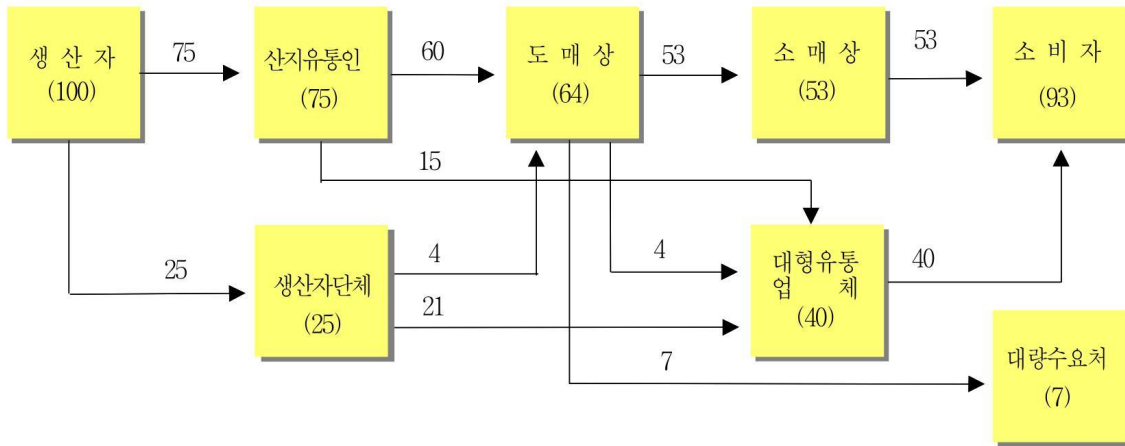 생 산 자
(100)
75
산지유통인
(75)
60
도 매 상
(64)
53
소 매 상
(53)
53
소 비 자
(93)
15
25
생산자단체
(25)
4
21
4
대형유통
업 체
(40)
40
7
대량수요처
(7)